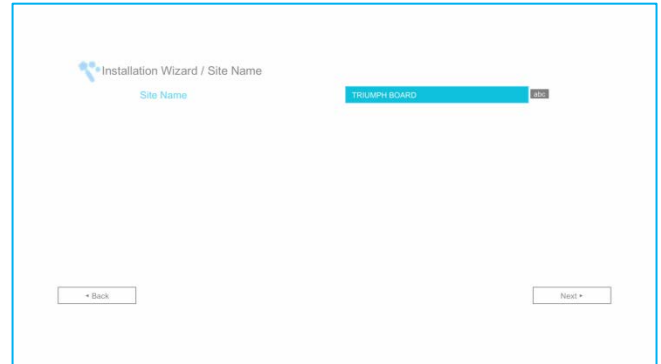 Installation Wizard / Site Name
Site Name TRIUMPH BOARD abc
◂ Back Next ▸